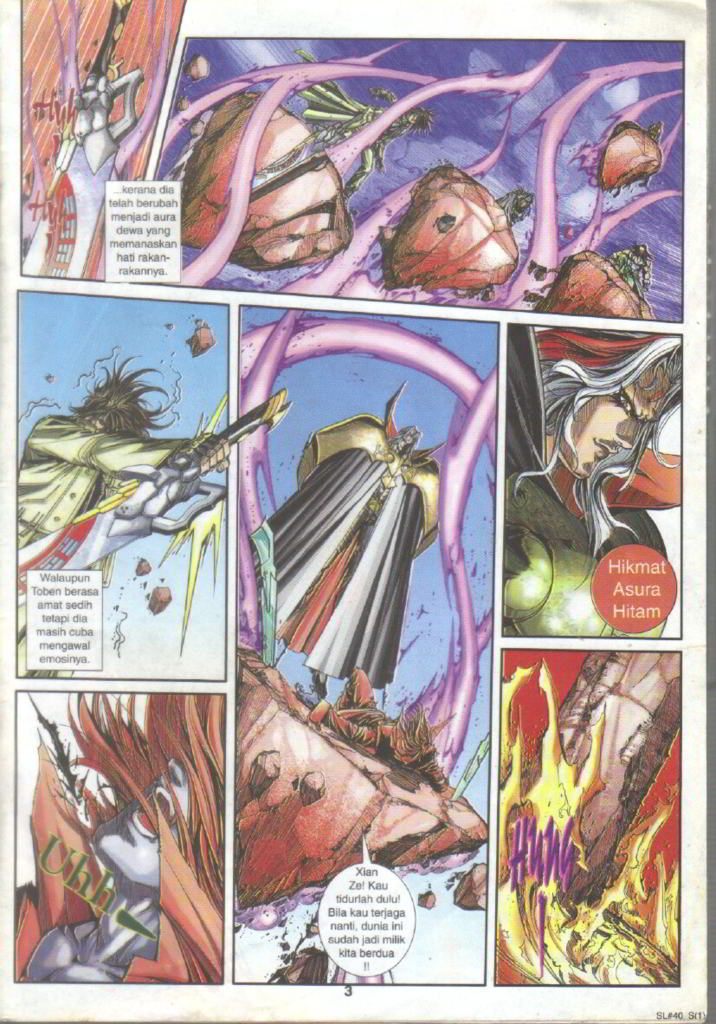 Hyh
Hyh
...kerana dia
telah berubah
menjadi aura
dewa yang
memanaskan
hati rakan-
rakannya.
Walaupun
Toben berasa
amat sedih
tetapi dia
masih cuba
mengawal
emosinya.
Hikmat
Asura
Hitam
Uhh
Xian
Ze! Kau
tidurlah dulu!
Bila kau terjaga
nanti, dunia ini
sudah jadi milik
kita berdua
!!
3
SL#40 S(1)